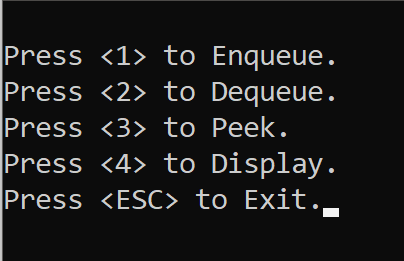 Press <1> to Enqueue.
Press <2> to Dequeue.
Press <3> to Peek.
Press <4> to Display.
Press <ESC> to Exit.